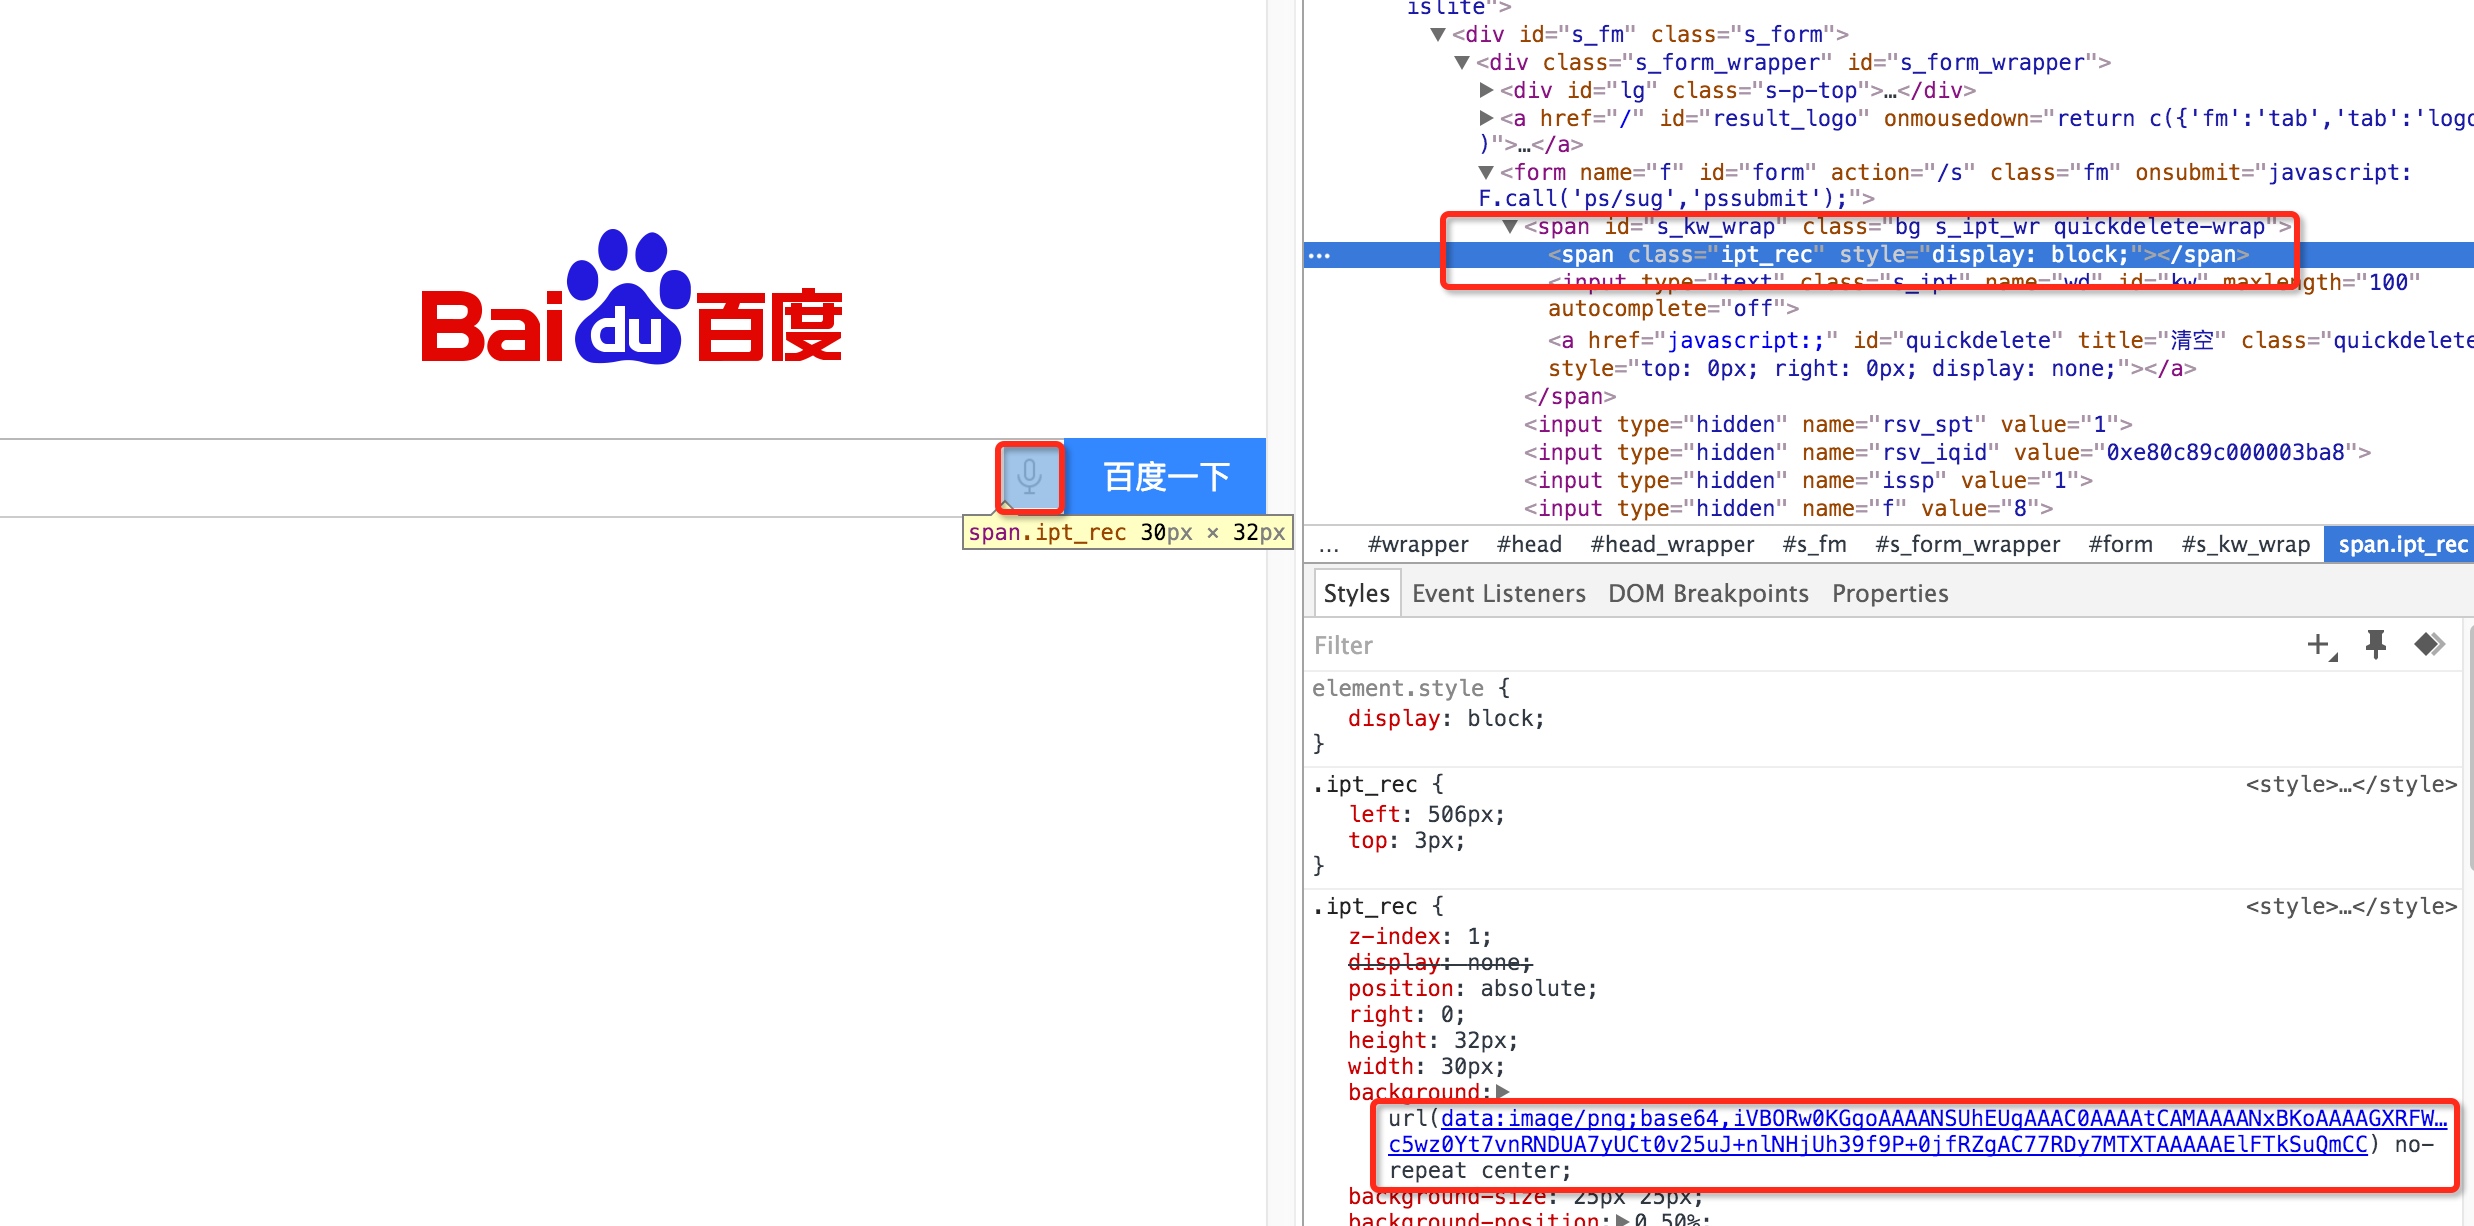 Bai du 百度
百度一下
span.ipt_rec 30px × 32px
islite">
▼<div id="s_fm" class="s_form">
▼<div class="s_form_wrapper" id="s_form_wrapper">
▶<div id="lg" class="s-p-top">…</div>
▶<a href="/" id="result_logo" onmousedown="return c({'fm':'tab','tab':'logo
)">…</a>
▼<form name="f" id="form" action="/s" class="fm" onsubmit="javascript:
F.call('ps/sug','pssubmit');">
▼<span id="s_kw_wrap" class="bg s_ipt_wr quickdelete-wrap">
… <span class="ipt_rec" style="display: block;"></span>
<input type="text" class="s_ipt" name="wd" id="kw" maxlength="100"
autocomplete="off">
<a href="javascript:;" id="quickdelete" title="清空" class="quickdelete
style="top: 0px; right: 0px; display: none;"></a>
</span>
<input type="hidden" name="rsv_spt" value="1">
<input type="hidden" name="rsv_iqid" value="0xe80c89c000003ba8">
<input type="hidden" name="issp" value="1">
<input type="hidden" name="f" value="8">
… #wrapper #head #head_wrapper #s_fm #s_form_wrapper #form #s_kw_wrap span.ipt_rec
Styles Event Listeners DOM Breakpoints Properties
Filter
element.style {
display: block;
}
.ipt_rec { <style>…</style>
left: 506px;
top: 3px;
}
.ipt_rec { <style>…</style>
z-index: 1;
display: none;
position: absolute;
right: 0;
height: 32px;
width: 30px;
background:▶
url(data:image/png;base64,iVBORw0KGgoAAAANSUhEUgAAAC0AAAAtCAMAAAANxBKoAAAAGXRFW…
c5wz0Yt7vnRNDUA7yUCt0v25uJ+nlNHjUh39f9P+0jfRZgAC77RDy7MTXTAAAAAElFTkSuQmCC) no-
repeat center;
background-size: 25px 25px;
background-position:▶0 50%;